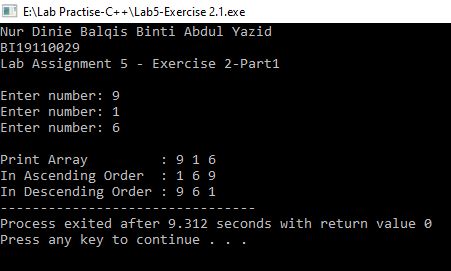 E:\Lab Practise-C++\Lab5-Exercise 2.1.exe
Nur Dinie Balqis Binti Abdul Yazid
BI19110029
Lab Assignment 5 - Exercise 2-Part1
Enter number: 9
Enter number: 1
Enter number: 6
Print Array          : 9 1 6
In Ascending Order  : 1 6 9
In Descending Order : 9 6 1
--------------------------------
Process exited after 9.312 seconds with return value 0
Press any key to continue . . .